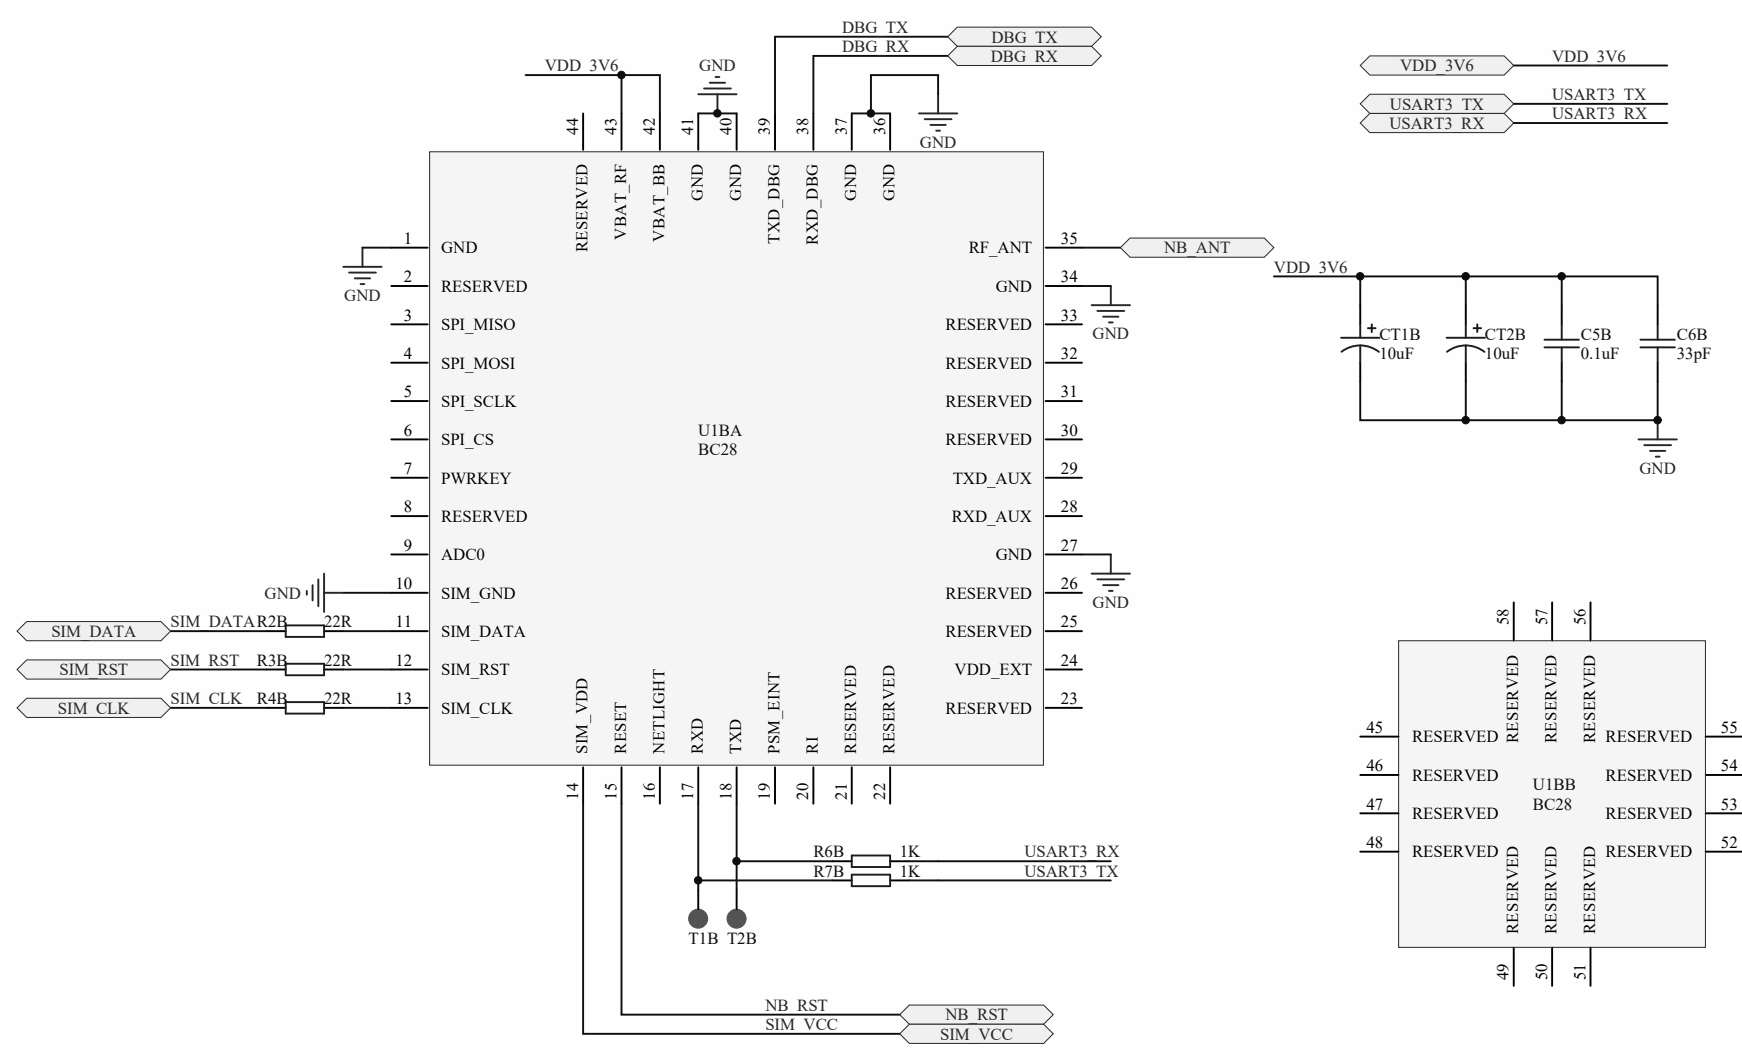 DBG_TX
DBG_TX
DBG_RX
DBG_RX
VDD_3V6
GND
GND
VDD_3V6
VDD_3V6
USART3_TX
USART3_TX
USART3_RX
USART3_RX
44
43
42
41
40
39
38
37
36
RESERVED
VBAT_RF
VBAT_BB
GND
GND
TXD_DBG
RXD_DBG
GND
GND
1 GND
GND
2 RESERVED
3 SPI_MISO
4 SPI_MOSI
5 SPI_SCLK
6 SPI_CS
7 PWRKEY
8 RESERVED
9 ADC0
GND 10 SIM_GND
SIM_DATA SIM_DATA R2B 22R 11 SIM_DATA
SIM_RST SIM_RST R3B 22R 12 SIM_RST
SIM_CLK SIM_CLK R4B 22R 13 SIM_CLK
U1BA
BC28
RF_ANT 35 NB_ANT
GND 34
GND
RESERVED 33
RESERVED 32
RESERVED 31
RESERVED 30
TXD_AUX 29
RXD_AUX 28
GND 27
GND
RESERVED 26
RESERVED 25
VDD_EXT 24
RESERVED 23
SIM_VDD
RESET
NETLIGHT
RXD
TXD
PSM_EINT
RI
RESERVED
RESERVED
14
15
16
17
18
19
20
21
22
R6B 1K USART3_RX
R7B 1K USART3_TX
T1B T2B
NB_RST NB_RST
SIM_VCC SIM_VCC
VDD_3V6
+ CT1B
10uF
+ CT2B
10uF
C5B
0.1uF
C6B
33pF
GND
58
57
56
RESERVED
RESERVED
RESERVED
45 RESERVED
46 RESERVED
47 RESERVED
48 RESERVED
U1BB
BC28
RESERVED 55
RESERVED 54
RESERVED 53
RESERVED 52
RESERVED
RESERVED
RESERVED
49
50
51